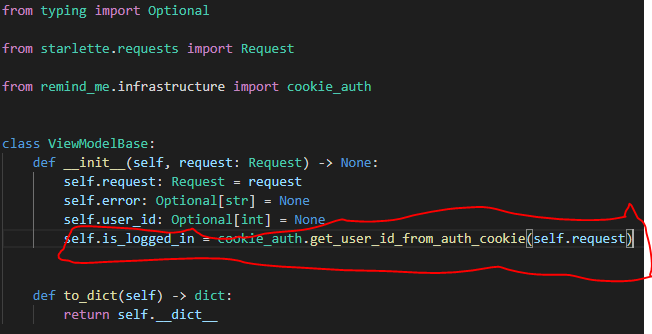 from typing import Optional
from starlette.requests import Request
from remind_me.infrastructure import cookie_auth
class ViewModelBase:
def __init__(self, request: Request) -> None:
self.request: Request = request
self.error: Optional[str] = None
self.user_id: Optional[int] = None
self.is_logged_in = cookie_auth.get_user_id_from_auth_cookie(self.request)
def to_dict(self) -> dict:
return self.__dict__